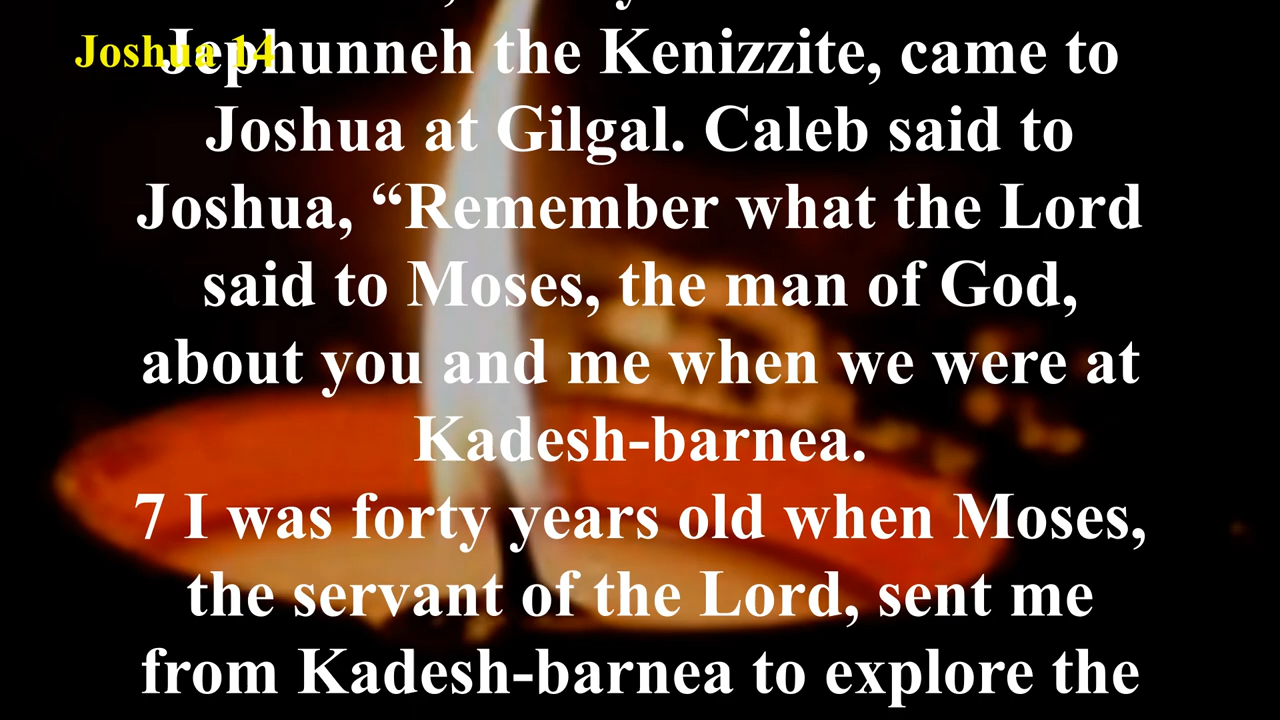 Joshua 14
Jephunneh the Kenizzite, came to
Joshua at Gilgal. Caleb said to
Joshua, “Remember what the Lord
said to Moses, the man of God,
about you and me when we were at
Kadesh-barnea.
7 I was forty years old when Moses,
the servant of the Lord, sent me
from Kadesh-barnea to explore the